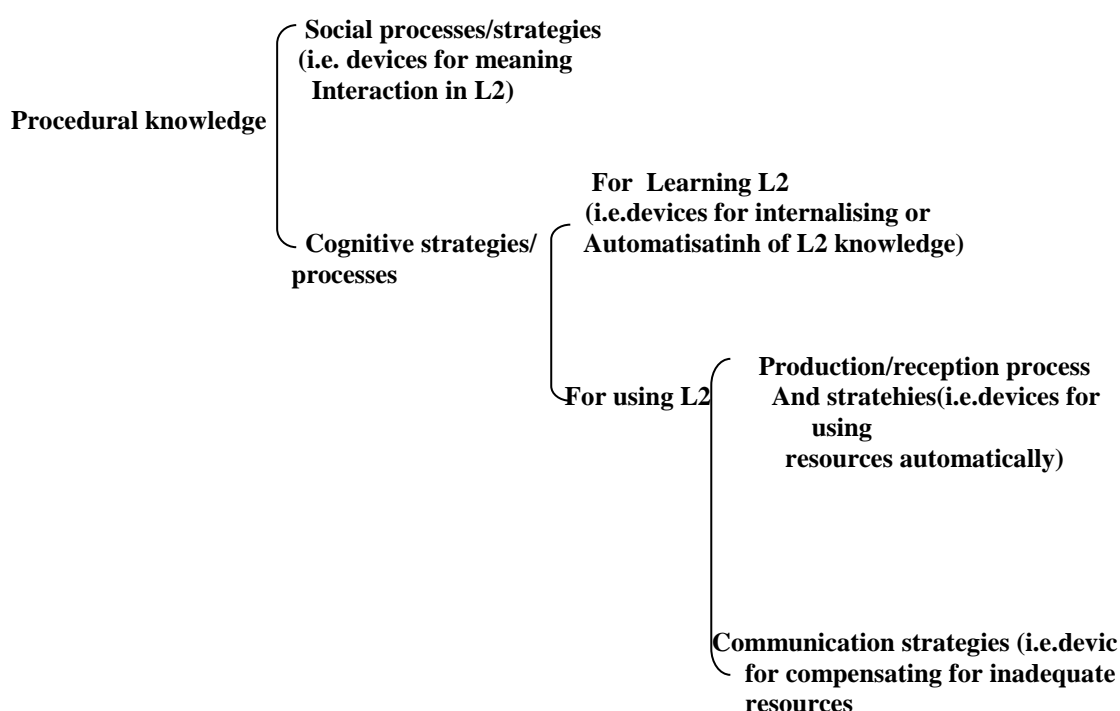 Social processes/strategies
(i.e. devices for meaning
Interaction in L2)
Procedural knowledge
For Learning L2
(i.e.devices for internalising or
Automatisatinh of L2 knowledge)
Cognitive strategies/
processes
Production/reception process
For using L2
And stratehies(i.e.devices for
using
resources automatically)
Communication strategies (i.e.devic
for compensating for inadequate
resources